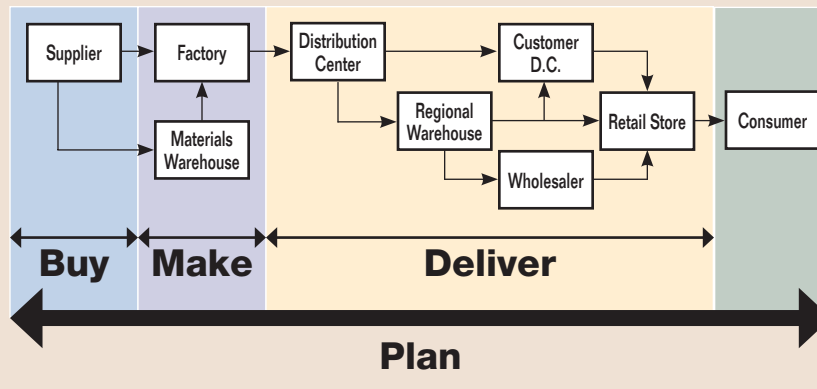 Supplier
Factory
Distribution
Center
Customer
D.C.
Materials
Warehouse
Regional
Warehouse
Retail Store
Consumer
Wholesaler
Buy
Make
Deliver
Plan